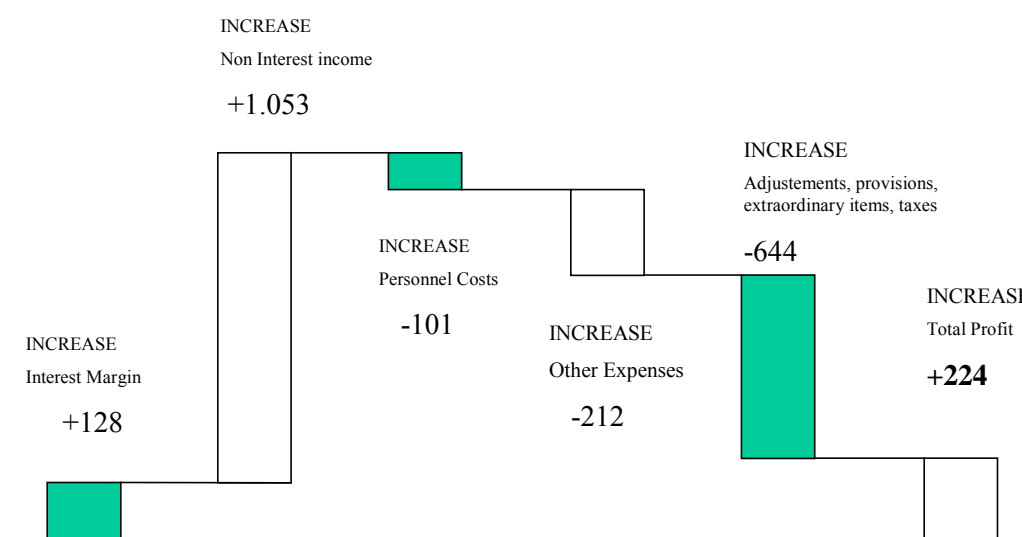 INCREASE
Non Interest income
+1.053
INCREASE
Adjustements, provisions,
extraordinary items, taxes
-644
INCREASE
Personnel Costs
-101
INCREASE
Total Profit
+224
INCREASE
Other Expenses
-212
INCREASE
Interest Margin
+128